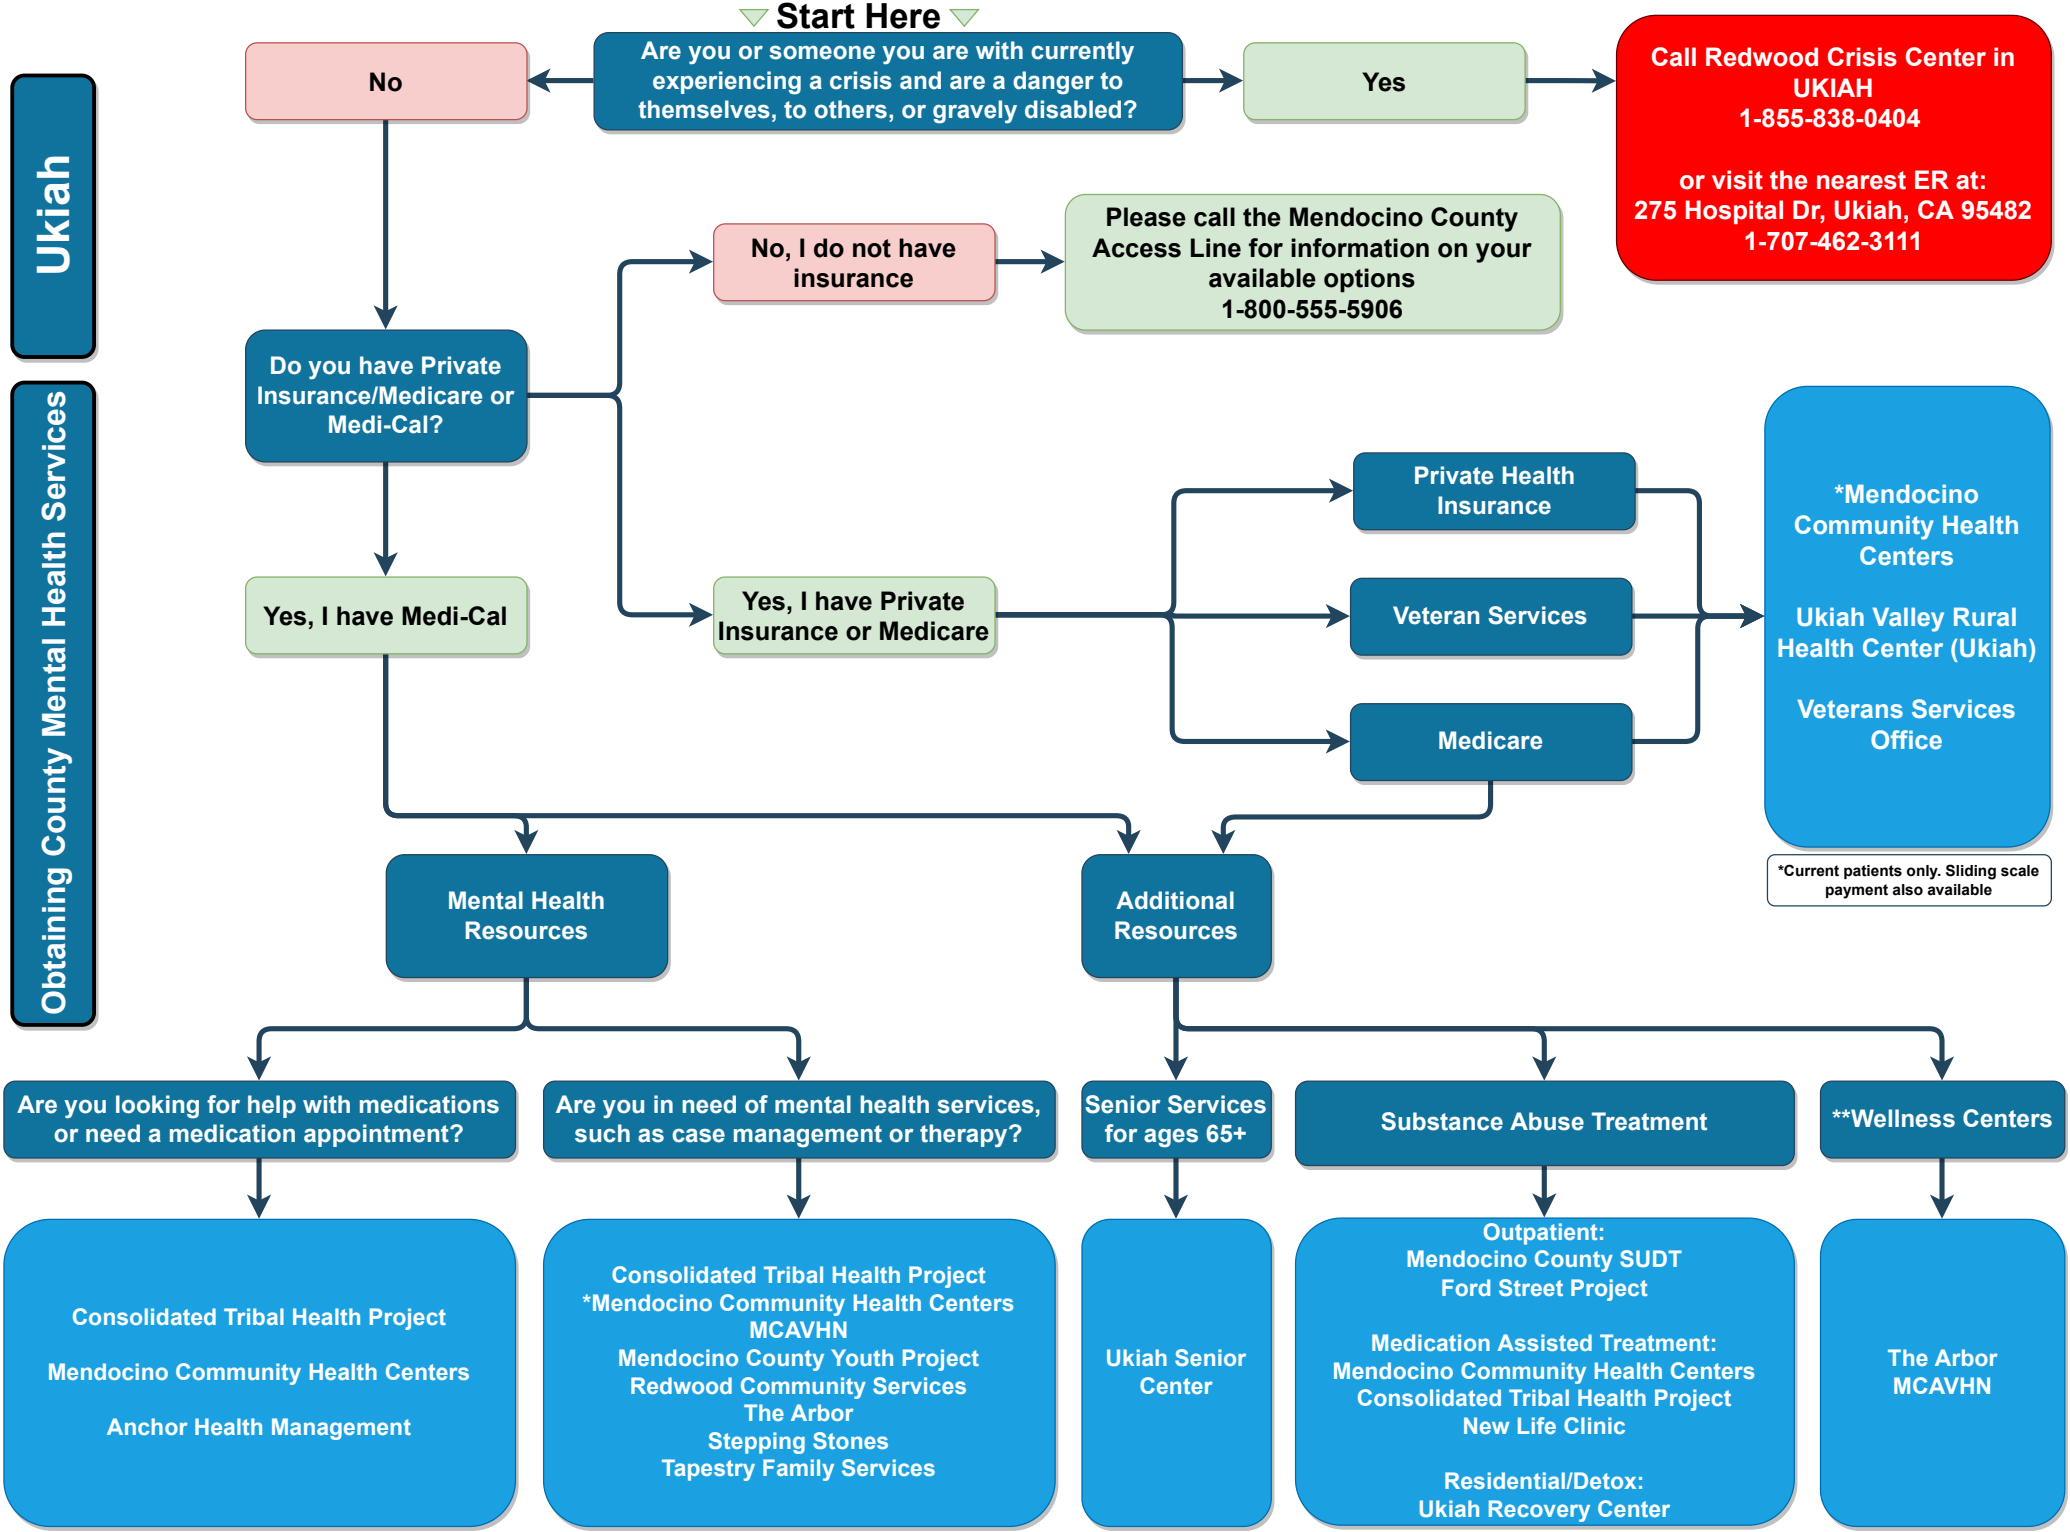 Start Here
Are you or someone you are with currently
experiencing a crisis and are a danger to
themselves, to others, or gravely disabled?
No
Yes
Call Redwood Crisis Center in
UKIAH
1-855-838-0404
or visit the nearest ER at:
275 Hospital Dr, Ukiah, CA 95482
1-707-462-3111
Ukiah
Obtaining County Mental Health Services
No, I do not have
insurance
Please call the Mendocino County
Access Line for information on your
available options
1-800-555-5906
Do you have Private
Insurance/Medicare or
Medi-Cal?
Yes, I have Medi-Cal
Yes, I have Private
Insurance or Medicare
Private Health
Insurance
Veteran Services
Medicare
*Mendocino
Community Health
Centers
Ukiah Valley Rural
Health Center (Ukiah)
Veterans Services
Office
*Current patients only. Sliding scale
payment also available
Mental Health
Resources
Additional
Resources
Are you looking for help with medications
or need a medication appointment?
Are you in need of mental health services,
such as case management or therapy?
Senior Services
for ages 65+
Substance Abuse Treatment
**Wellness Centers
Consolidated Tribal Health Project
Mendocino Community Health Centers
Anchor Health Management
Consolidated Tribal Health Project
*Mendocino Community Health Centers
MCAVHN
Mendocino County Youth Project
Redwood Community Services
The Arbor
Stepping Stones
Tapestry Family Services
Ukiah Senior
Center
Outpatient:
Mendocino County SUDT
Ford Street Project
Medication Assisted Treatment:
Mendocino Community Health Centers
Consolidated Tribal Health Project
New Life Clinic
Residential/Detox:
Ukiah Recovery Center
The Arbor
MCAVHN